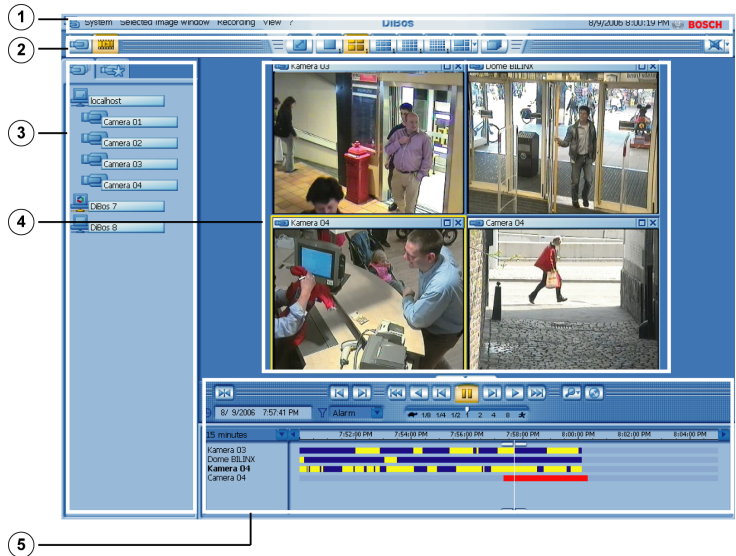 1
System Selected Image window Recording View ?
DiBos
8/9/2006 8:00:19 PM
BOSCH
2
3
localhost
Camera 01
Camera 02
Camera 03
Camera 04
DiBos 7
DiBos 8
4
Kamera 03
Dome BILINX
Kamera 04
Camera 04
8/ 9/2006 7:57:41 PM
Alarm
1/8 1/4 1/2 1 2 4 8
15 minutes
7:52:00 PM 7:54:00 PM 7:56:00 PM 7:58:00 PM 8:00:00 PM 8:02:00 PM 8:04:00 PM
Kamera 03
Dome BILINX
Kamera 04
Camera 04
5